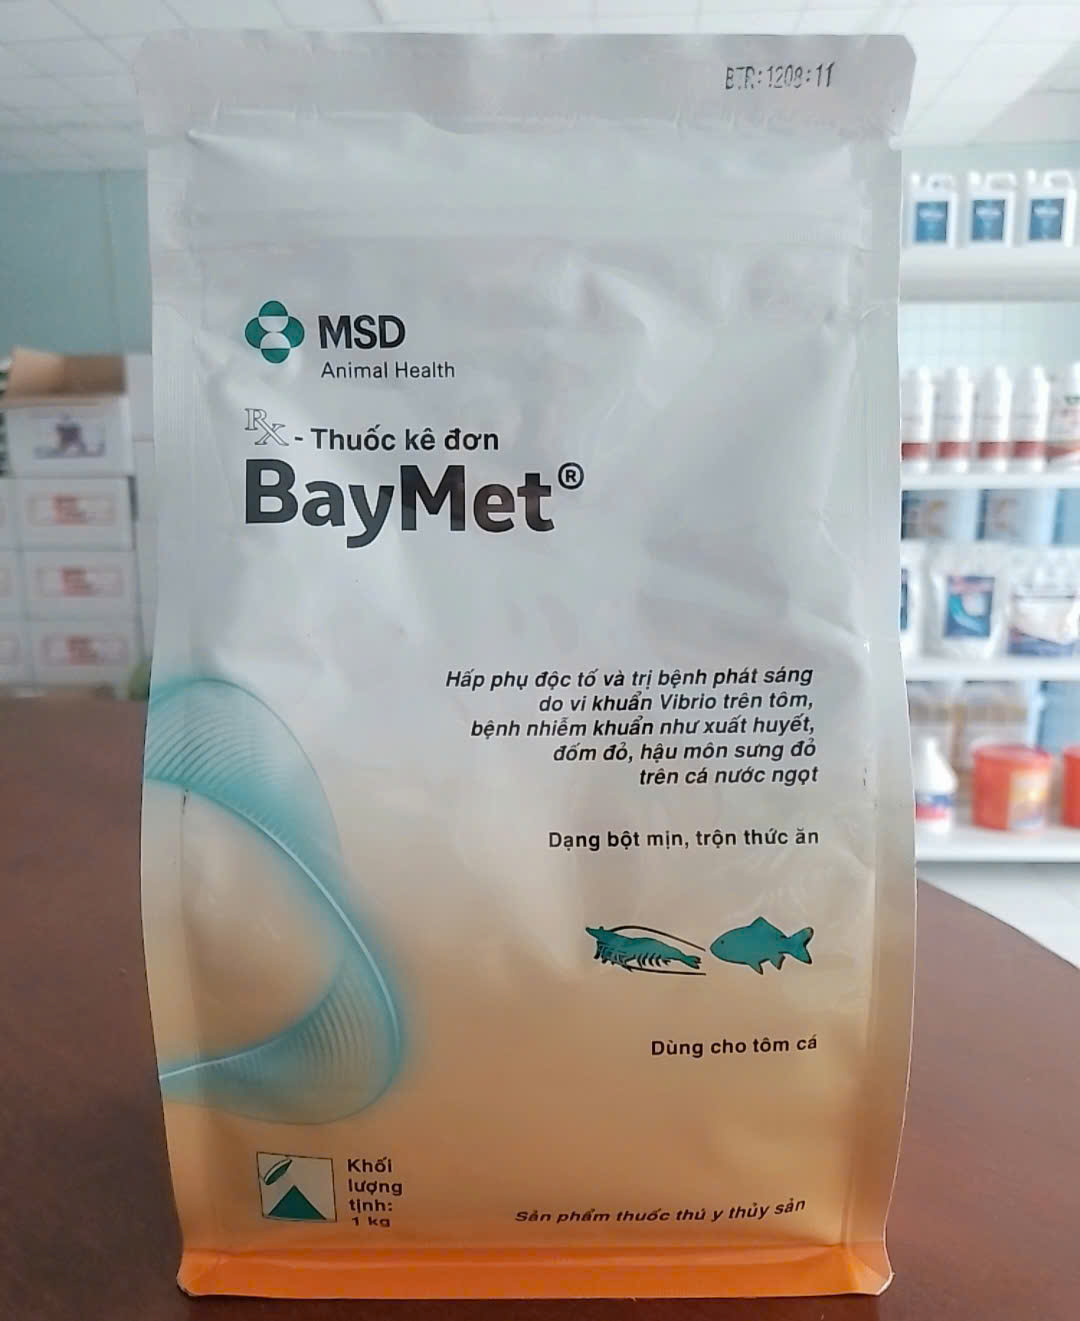 BTR:1208:11
MSD
Animal Health
Rx - Thuốc kê đơn
BayMet®
Hấp phụ độc tố và trị bệnh phát sáng
do vi khuẩn Vibrio trên tôm,
bệnh nhiễm khuẩn như xuất huyết,
đốm đỏ, hậu môn sưng đỏ
trên cá nước ngọt
Dạng bột mịn, trộn thức ăn
Dùng cho tôm cá
Khối
lượng
tịnh:
1 kg
Sản phẩm thuốc thú y thủy sản